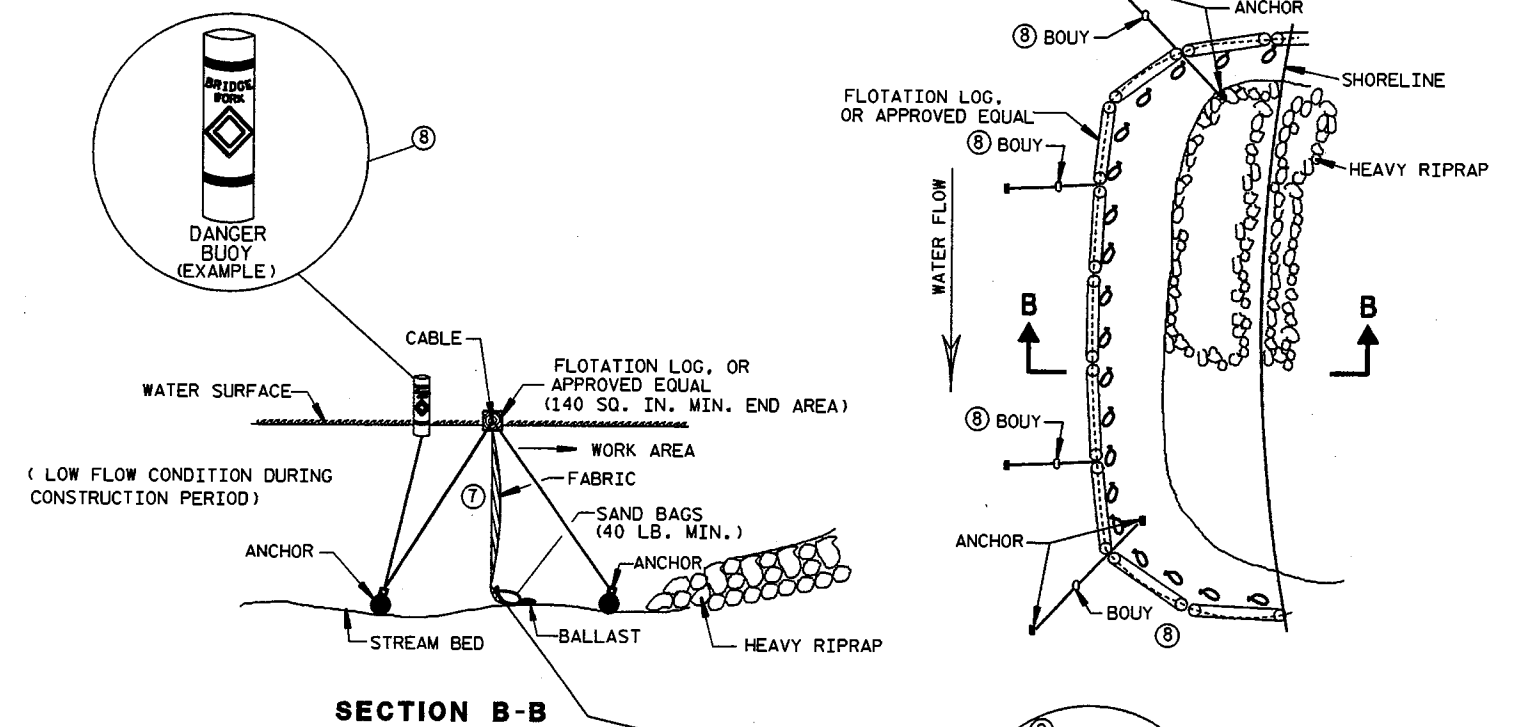 BRIDGE
WORK
DANGER
BUOY
(EXAMPLE)
8
CABLE
FLOTATION LOG, OR
APPROVED EQUAL
(140 SQ. IN. MIN. END AREA)
WATER SURFACE
WORK AREA
( LOW FLOW CONDITION DURING
CONSTRUCTION PERIOD)
7
FABRIC
SAND BAGS
(40 LB. MIN.)
ANCHOR
ANCHOR
STREAM BED
BALLAST
HEAVY RIPRAP
SECTION B-B
ANCHOR
8 BOUY
SHORELINE
FLOTATION LOG,
OR APPROVED EQUAL
8 BOUY
HEAVY RIPRAP
WATER FLOW
B
B
8 BOUY
ANCHOR
BOUY
8